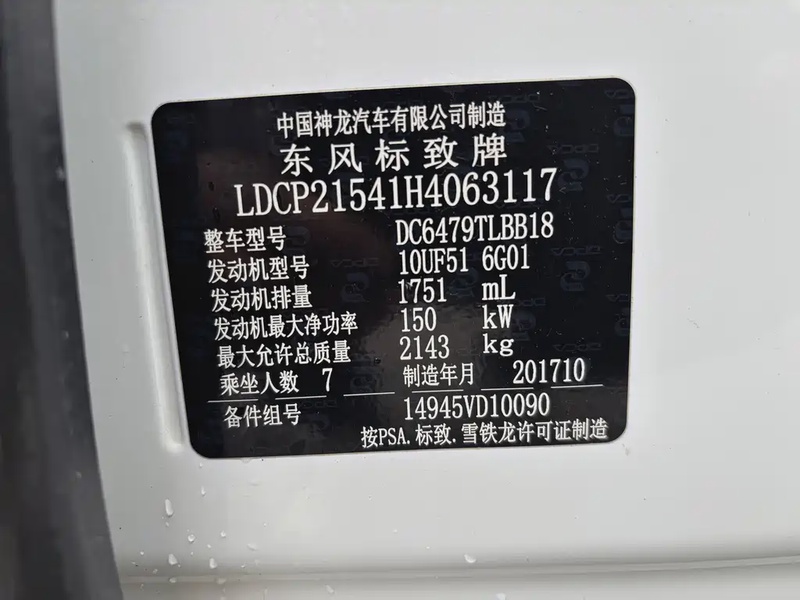 中国神龙汽车有限公司制造
东风标致牌
LDCP21541H4063117
整车型号 DC6479TLBB18
发动机型号 10UF51 6G01
发动机排量 1751 mL
发动机最大净功率 150 kW
最大允许总质量 2143 kg
乘坐人数 7 制造年月 201710
备件组号 14945VD10090
按PSA.标致.雪铁龙许可证制造